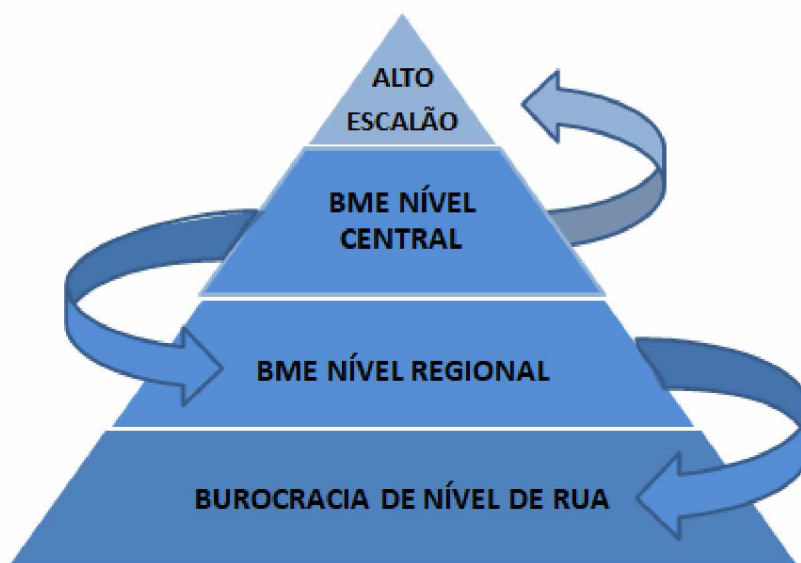 ALTO
ESCALÃO
BME NÍVEL
CENTRAL
BME NÍVEL REGIONAL
BUROCRACIA DE NÍVEL DE RUA